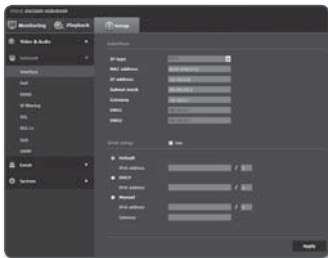 Monitoring
Playback
Setup
Video & Audio
Network
Interface
Port
DDNS
IP filtering
SSL
802.1x
QoS
SNMP
Event
System
Interface
IP type
MAC address
IP address
Subnet mask
Gateway
DNS1
DNS2
IPv6 setup
Use
Default
IPv6 address
/
DHCP
IPv6 address
/
Manual
IPv6 address
/
Gateway
Apply